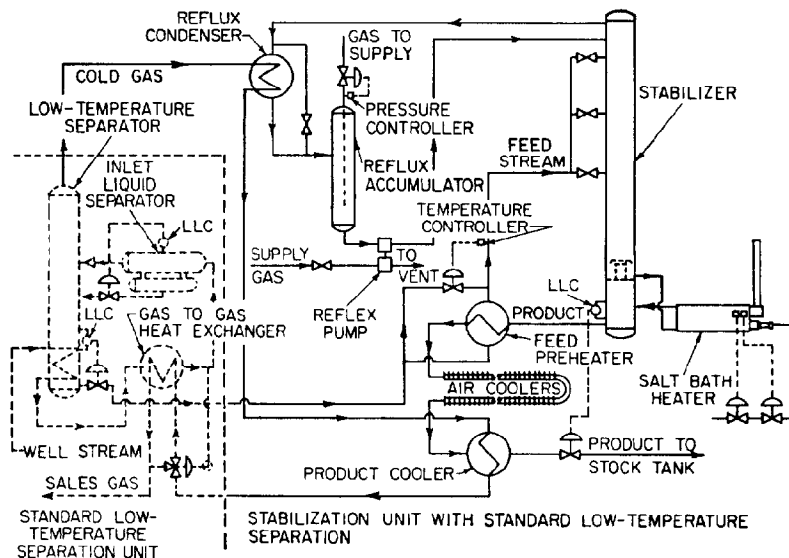 REFLUX
CONDENSER
GAS TO
SUPPLY
COLD GAS
LOW-TEMPERATURE
SEPARATOR
PRESSURE
CONTROLLER
STABILIZER
INLET
LIQUID
SEPARATOR
REFLUX
ACCUMULATOR
FEED
STREAM
LLC
TEMPERATURE
CONTROLLER
SUPPLY
GAS
TO
VENT
LLC
GAS TO GAS
HEAT EXCHANGER
REFLEX
PUMP
LLC
PRODUCT
FEED
PREHEATER
AIR COOLERS
SALT BATH
HEATER
WELL STREAM
PRODUCT TO
STOCK TANK
SALES GAS
PRODUCT COOLER
STANDARD LOW-
TEMPERATURE
SEPARATION UNIT
STABILIZATION UNIT WITH STANDARD LOW-TEMPERATURE
SEPARATION